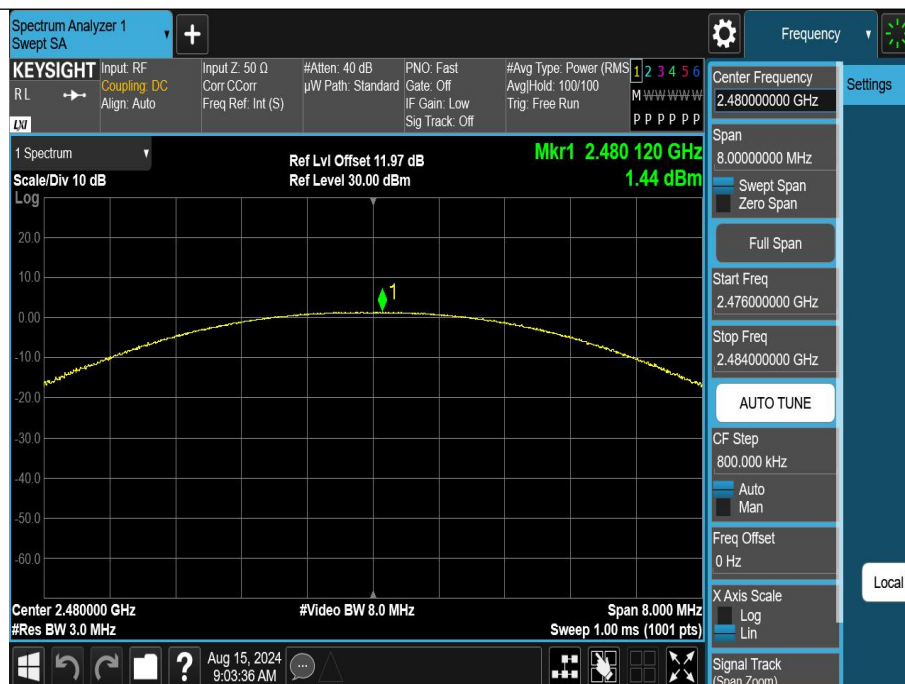 Spectrum Analyzer 1
Swept SA
+
Frequency
KEYSIGHT
RL
LXI
Input: RF
Coupling: DC
Align: Auto
Input Z: 50 Ω
Corr CCorr
Freq Ref: Int (S)
#Atten: 40 dB
µW Path: Standard
PNO: Fast
Gate: Off
IF Gain: Low
Sig Track: Off
#Avg Type: Power (RMS
Avg|Hold: 100/100
Trig: Free Run
1 2 3 4 5 6
M W W W W W
P P P P P P
1 Spectrum
Scale/Div 10 dB
Ref Lvl Offset 11.97 dB
Ref Level 30.00 dBm
Mkr1 2.480 120 GHz
1.44 dBm
Log
20.0
10.0
0.00
-10.0
-20.0
-30.0
-40.0
-50.0
-60.0
1
Center 2.480000 GHz
#Res BW 3.0 MHz
#Video BW 8.0 MHz
Span 8.000 MHz
Sweep 1.00 ms (1001 pts)
?
Aug 15, 2024
9:03:36 AM
Center Frequency
2.480000000 GHz
Settings
Span
8.00000000 MHz
Swept Span
Zero Span
Full Span
Start Freq
2.476000000 GHz
Stop Freq
2.484000000 GHz
AUTO TUNE
CF Step
800.000 kHz
Auto
Man
Freq Offset
0 Hz
X Axis Scale
Log
Lin
Local
Signal Track
(Span Zoom)